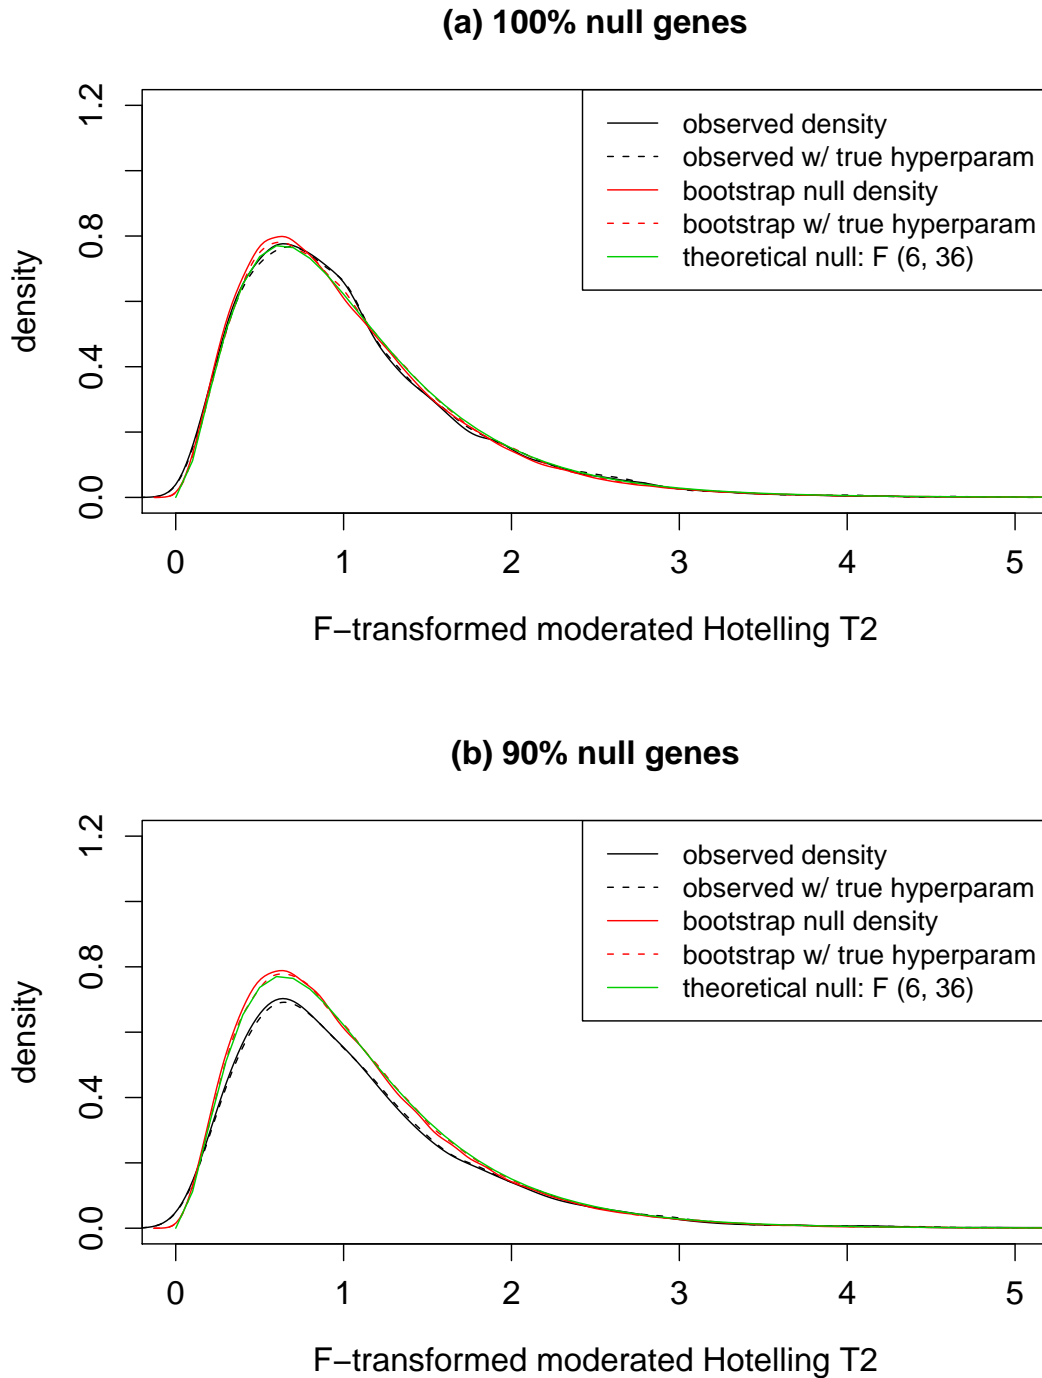 (a) 100% null genes
1.2
0.8
0.4
0.0
density
observed density
observed w/ true hyperparam
bootstrap null density
bootstrap w/ true hyperparam
theoretical null: F (6, 36)
0 1 2 3 4 5
F−transformed moderated Hotelling T2
(b) 90% null genes
1.2
0.8
0.4
0.0
density
observed density
observed w/ true hyperparam
bootstrap null density
bootstrap w/ true hyperparam
theoretical null: F (6, 36)
0 1 2 3 4 5
F−transformed moderated Hotelling T2